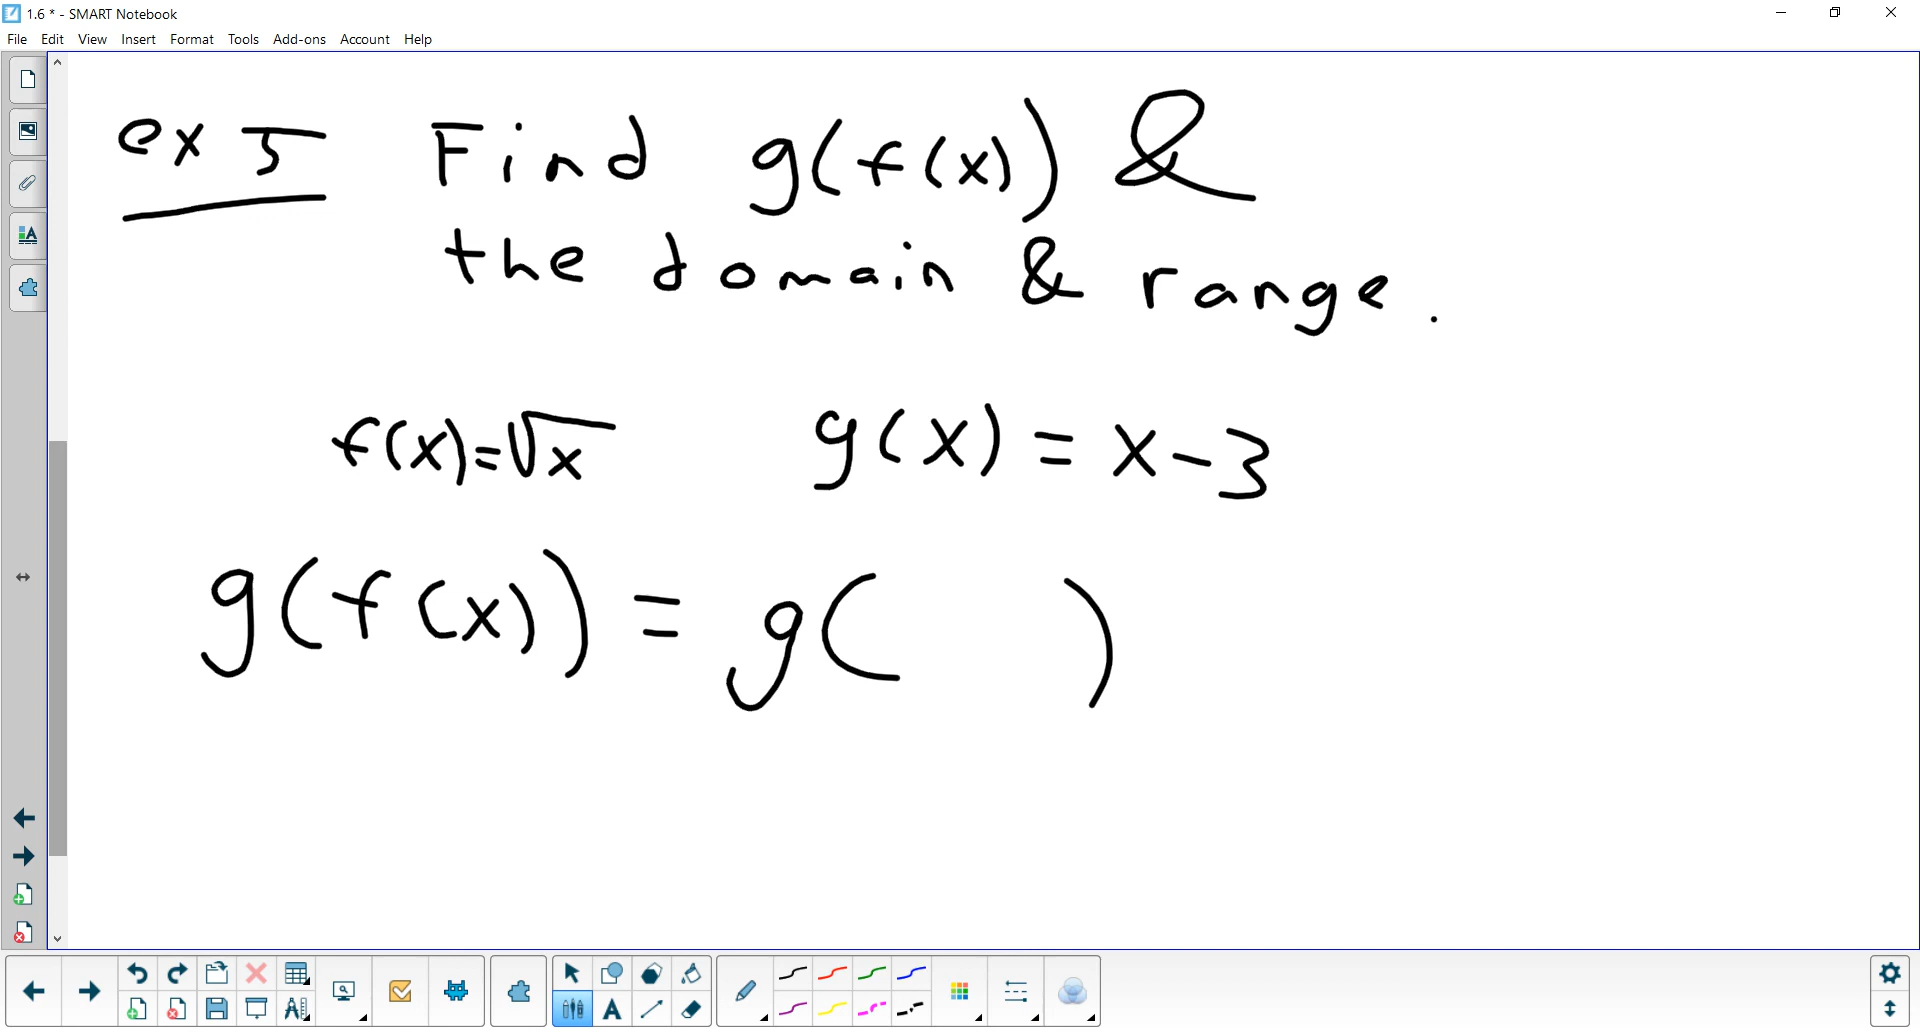 1.6 * - SMART Notebook
File Edit View Insert Format Tools Add-ons Account Help
ex 5 Find g(f(x)) &
the domain & range.
f(x)=√x g(x) = x-3
g(f(x)) = g( )